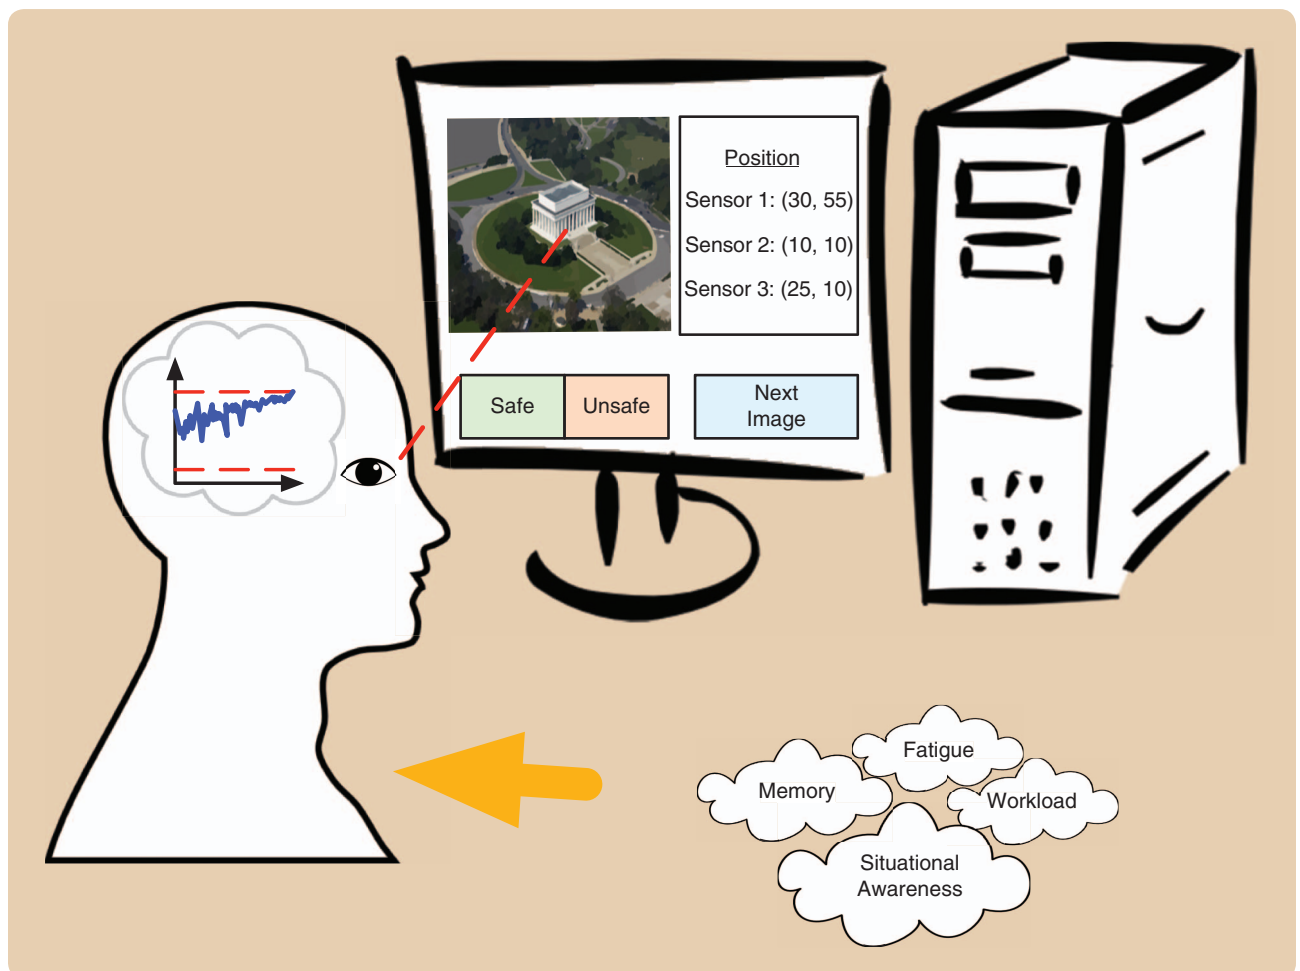 Position
Sensor 1: (30, 55)
Sensor 2: (10, 10)
Sensor 3: (25, 10)
Safe
Unsafe
Next
Image
Fatigue
Memory
Workload
Situational
Awareness